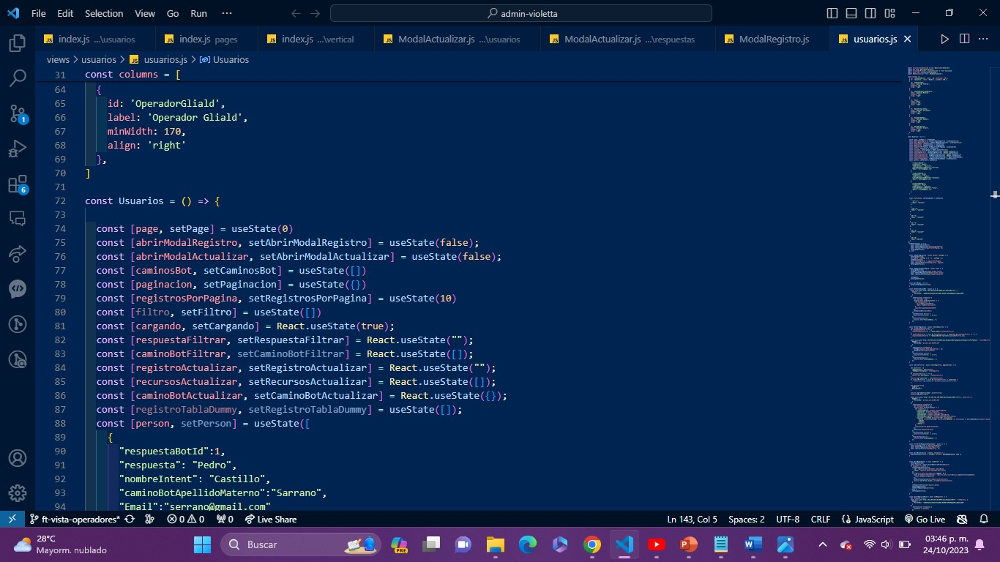 File Edit Selection View Go Run ··· admin-violetta
index.js ...\usuarios index.js pages index.js ...\vertical ModalActualizar.js ...\usuarios ModalActualizar.js ...\respuestas ModalRegistro.js usuarios.js
views > usuarios > usuarios.js > Usuarios
31 const columns = [
64 {
65 id: 'OperadorGliald',
66 label: 'Operador Gliald',
67 minWidth: 170,
68 align: 'right'
69 },
70 ]
71
72 const Usuarios = () => {
73
74 const [page, setPage] = useState(0)
75 const [abrirModalRegistro, setAbrirModalRegistro] = useState(false);
76 const [abrirModalActualizar, setAbrirModalActualizar] = useState(false);
77 const [caminosBot, setCaminosBot] = useState([])
78 const [paginacion, setPaginacion] = useState({})
79 const [registrosPorPagina, setRegistrosPorPagina] = useState(10)
80 const [filtro, setFiltro] = useState([])
81 const [cargando, setCargando] = React.useState(true);
82 const [respuestaFiltrar, setRespuestaFiltrar] = React.useState("");
83 const [caminoBotFiltrar, setCaminoBotFiltrar] = React.useState([]);
84 const [registroActualizar, setRegistroActualizar] = React.useState("");
85 const [recursosActualizar, setRecursosActualizar] = React.useState([]);
86 const [caminoBotActualizar, setCaminoBotActualizar] = React.useState({});
87 const [registroTablaDummy, setRegistroTablaDummy] = useState([]);
88 const [person, setPerson] = useState([
89 {
90 "respuestaBotId":1,
91 "respuesta": "Pedro",
92 "nombreIntent": "Castillo",
93 "caminoBotApellidoMaterno":"Sarrano",
94 "Email":"serrano@gmail.com"
1
6
ft-vista-operadores* 0 0 0 Live Share Ln 143, Col 5 Spaces: 2 UTF-8 CRLF JavaScript Go Live
28°C
Mayorm. nublado
Buscar
PRE
03:46 p. m.
24/10/2023